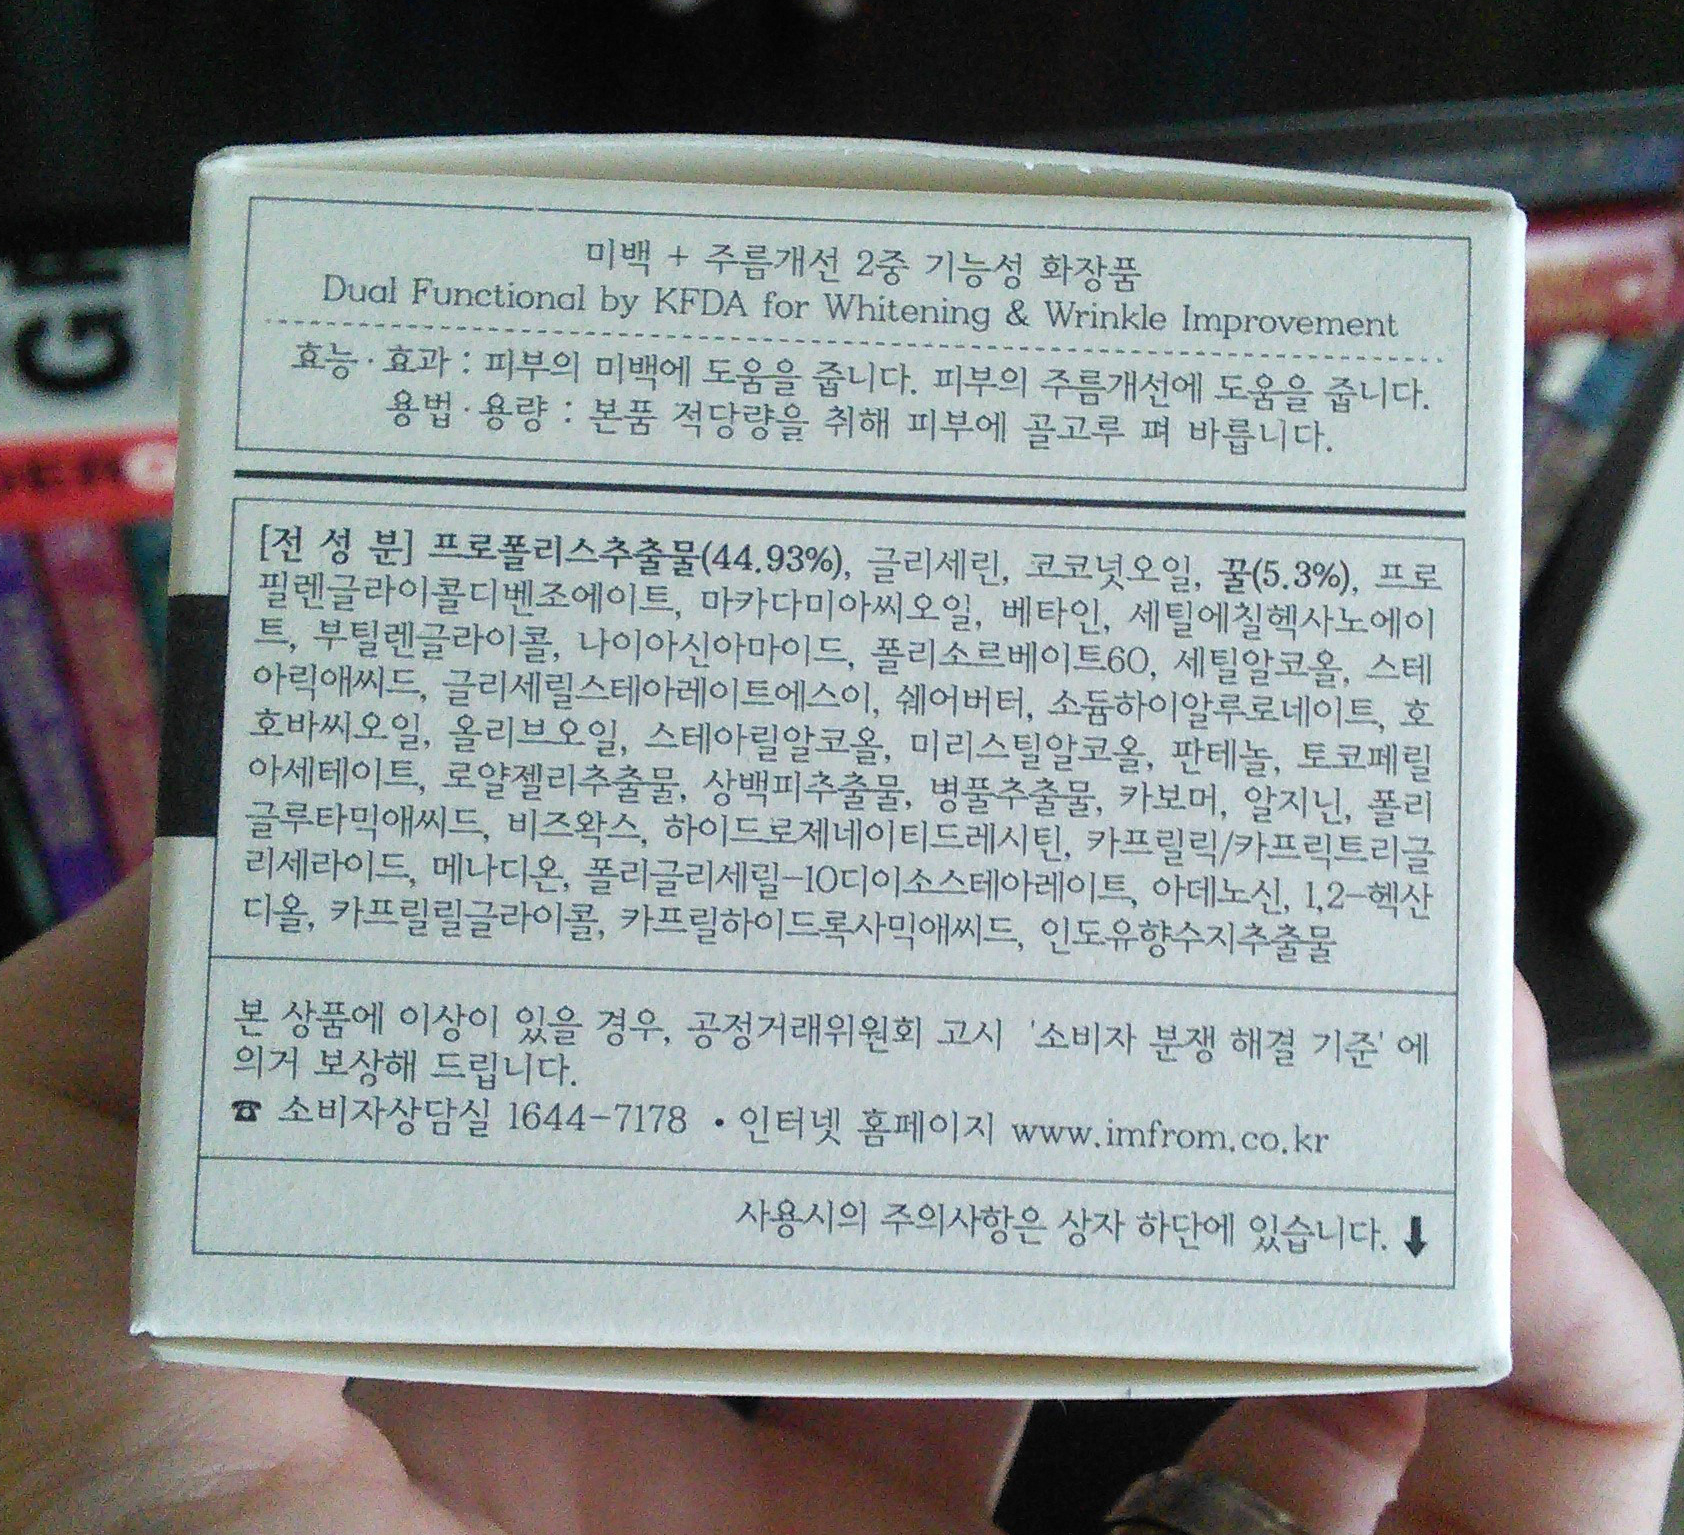 미백 + 주름개선 2중 기능성 화장품
Dual Functional by KFDA for Whitening & Wrinkle Improvement
효능·효과 : 피부의 미백에 도움을 줍니다. 피부의 주름개선에 도움을 줍니다.
용법·용량 : 본품 적당량을 취해 피부에 골고루 펴 바릅니다.
[전 성 분] 프로폴리스추출물(44.93%), 글리세린, 코코넛오일, 꿀(5.3%), 프로
필렌글라이콜디벤조에이트, 마카다미아씨오일, 베타인, 세틸에칠헥사노에이
트, 부틸렌글라이콜, 나이아신아마이드, 폴리소르베이트60, 세틸알코올, 스테
아릭애씨드, 글리세릴스테아레이트에스이, 쉐어버터, 소듐하이알루로네이트, 호
호바씨오일, 올리브오일, 스테아릴알코올, 미리스틸알코올, 판테놀, 토코페릴
아세테이트, 로얄젤리추출물, 상백피추출물, 병풀추출물, 카보머, 알지닌, 폴리
글루타믹애씨드, 비즈왁스, 하이드로제네이티드레시틴, 카프릴릭/카프릭트리글
리세라이드, 메나디온, 폴리글리세릴-10디이소스테아레이트, 아데노신, 1,2-헥산
디올, 카프릴릴글라이콜, 카프릴하이드록사믹애씨드, 인도유향수지추출물
본 상품에 이상이 있을 경우, 공정거래위원회 고시 '소비자 분쟁 해결 기준' 에
의거 보상해 드립니다.
☎ 소비자상담실 1644-7178 • 인터넷 홈페이지 www.imfrom.co.kr
사용시의 주의사항은 상자 하단에 있습니다. ⬇